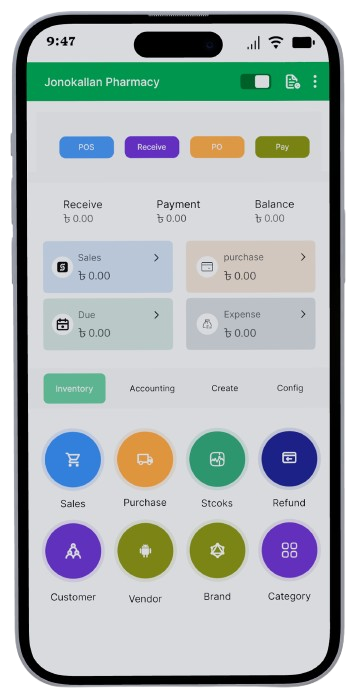 9:47
Jonokallan Pharmacy
POS Receive PO Pay
Receive Payment Balance
৳ 0.00 ৳ 0.00 ৳ 0.00
Sales purchase
৳ 0.00 ৳ 0.00
Due Expense
৳ 0.00 ৳ 0.00
Inventory Accounting Create Config
Sales Purchase Stcoks Refund
Customer Vendor Brand Category